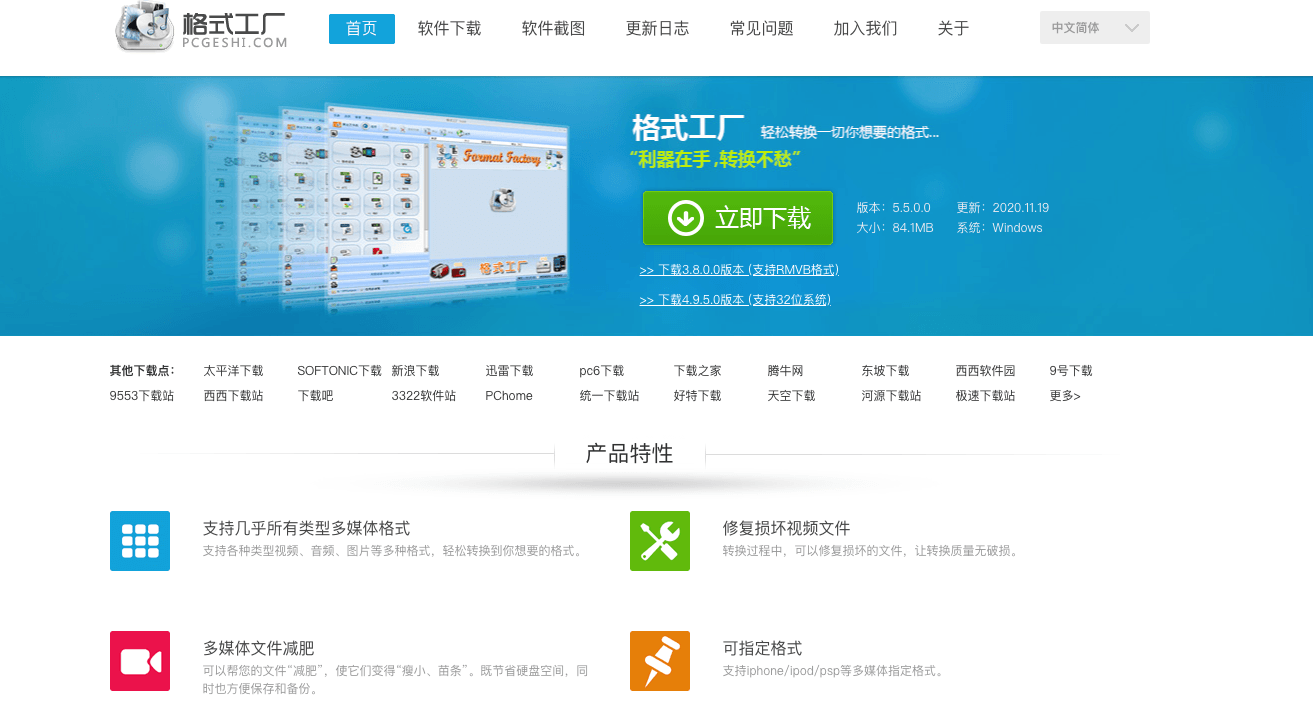 格式工厂
PCGESHI.COM
首页 软件下载 软件截图 更新日志 常见问题 加入我们 关于 中文简体
Format Factory
格式工厂
格式工厂 轻松转换一切你想要的格式...
“利器在手,转换不愁”
立即下载
版本：5.5.0.0 更新：2020.11.19
大小：84.1MB 系统：Windows
>> 下载3.8.0.0版本 (支持RMVB格式)
>> 下载4.9.5.0版本 (支持32位系统)
其他下载点： 太平洋下载 SOFTONIC下载 新浪下载 迅雷下载 pc6下载 下载之家 腾牛网 东坡下载 西西软件园 9号下载
9553下载站 西西下载站 下载吧 3322软件站 PChome 统一下载站 好特下载 天空下载 河源下载站 极速下载站 更多>
产品特性
支持几乎所有类型多媒体格式
支持各种类型视频、音频、图片等多种格式，轻松转换到你想要的格式。
修复损坏视频文件
转换过程中，可以修复损坏的文件，让转换质量无破损。
多媒体文件减肥
可以帮您的文件“减肥”，使它们变得“瘦小、苗条”。既节省硬盘空间，同
时也方便保存和备份。
可指定格式
支持iphone/ipod/psp等多媒体指定格式。